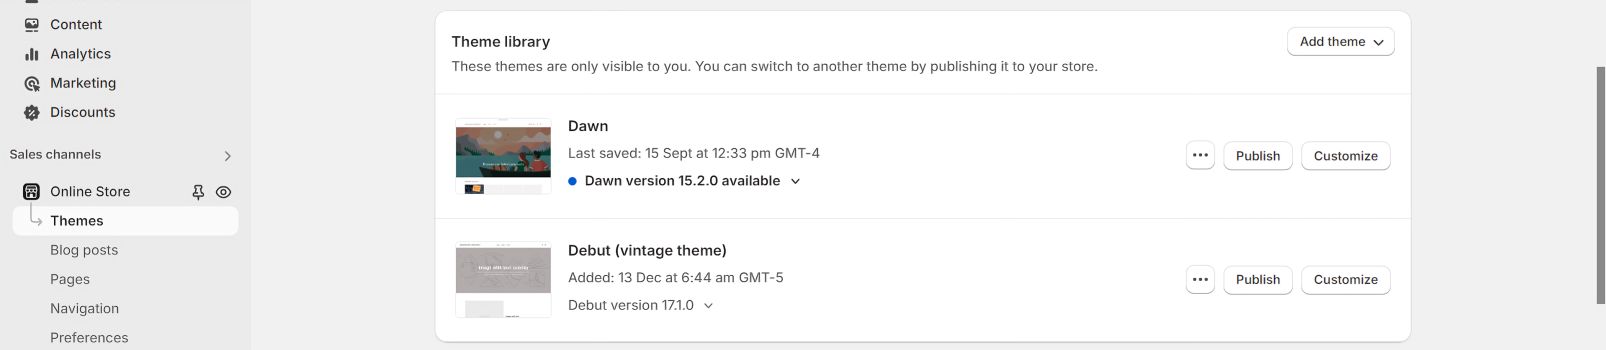 Content
Analytics
Marketing
Discounts
Sales channels
Online Store
Themes
Blog posts
Pages
Navigation
Preferences
Theme library
Add theme
These themes are only visible to you. You can switch to another theme by publishing it to your store.
Dawn
Last saved: 15 Sept at 12:33 pm GMT-4
Dawn version 15.2.0 available
Publish
Customize
Debut (vintage theme)
Added: 13 Dec at 6:44 am GMT-5
Debut version 17.1.0
Publish
Customize